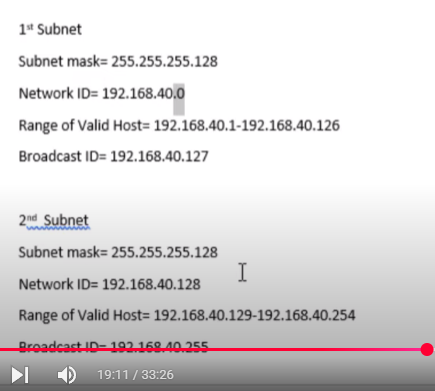 1st Subnet
Subnet mask= 255.255.255.128
Network ID= 192.168.40.0
Range of Valid Host= 192.168.40.1-192.168.40.126
Broadcast ID= 192.168.40.127
2nd Subnet
Subnet mask= 255.255.255.128
Network ID= 192.168.40.128
Range of Valid Host= 192.168.40.129-192.168.40.254
Broadcast ID= 192.168.40.255
19:11 / 33:26